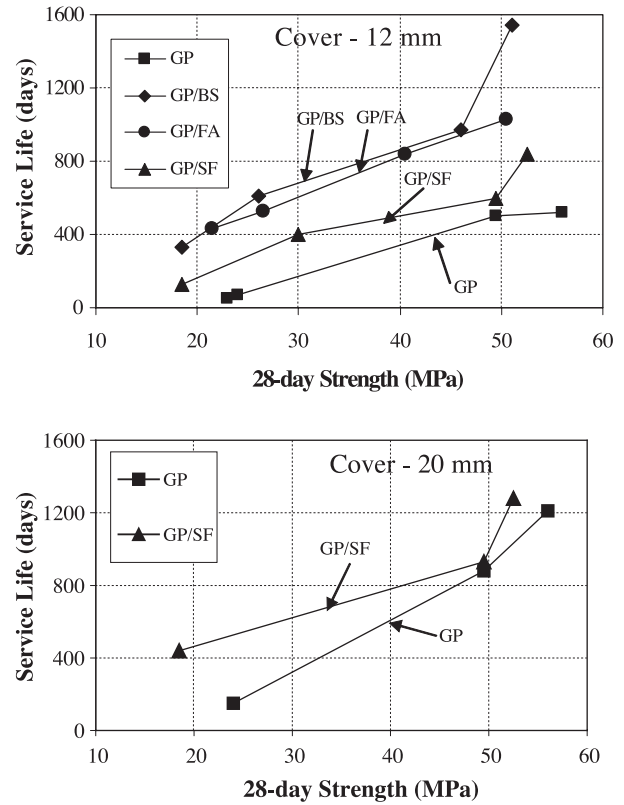 1600
1200
800
400
0
Service Life (days)
Cover - 12 mm
GP
GP/BS
GP/FA
GP/SF
GP/BS
GP/FA
GP/SF
GP
10 20 30 40 50 60
28-day Strength (MPa)
1600
1200
800
400
0
Service Life (days)
Cover - 20 mm
GP
GP/SF
GP/SF
GP
10 20 30 40 50 60
28-day Strength (MPa)